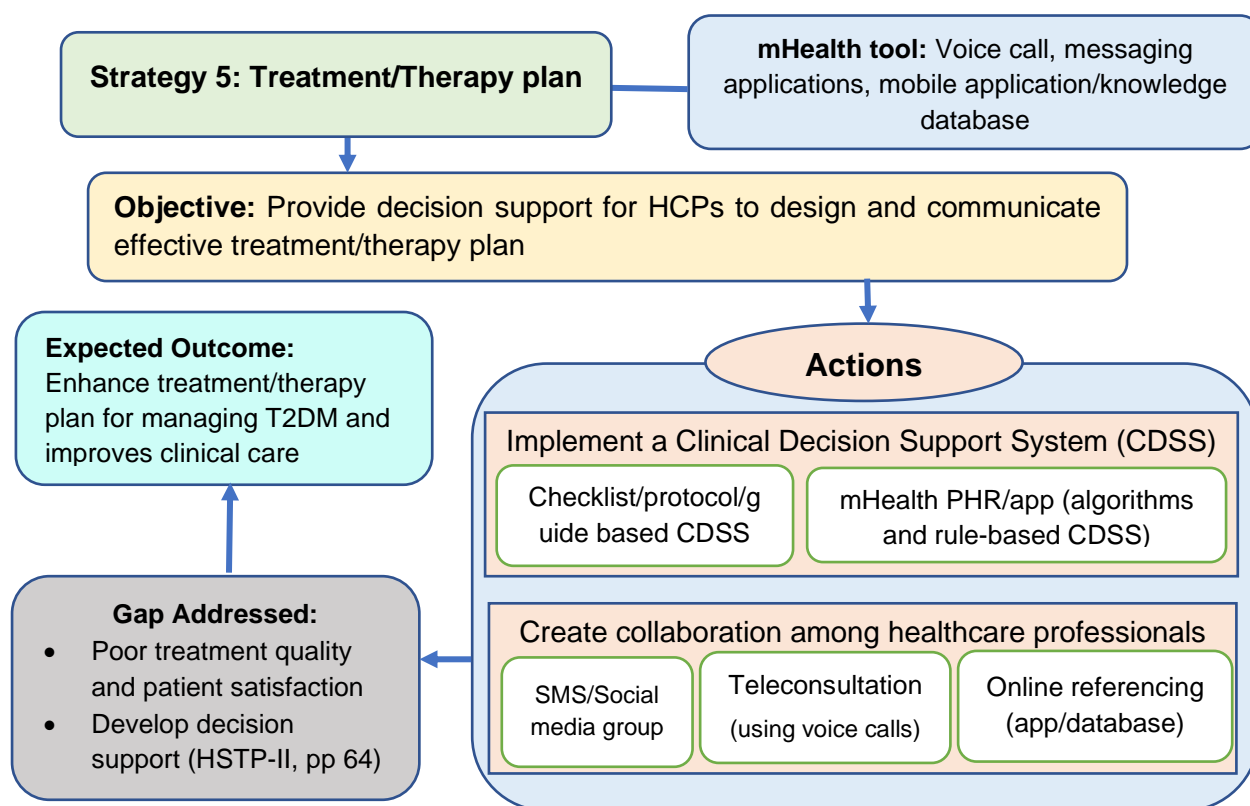 Strategy 5: Treatment/Therapy plan
mHealth tool: Voice call, messaging
applications, mobile application/knowledge
database
Objective: Provide decision support for HCPs to design and communicate
effective treatment/therapy plan
Actions
Implement a Clinical Decision Support System (CDSS)
Checklist/protocol/g
uide based CDSS
mHealth PHR/app (algorithms
and rule-based CDSS)
Create collaboration among healthcare professionals
SMS/Social
media group
Teleconsultation
(using voice calls)
Online referencing
(app/database)
Gap Addressed:
• Poor treatment quality
and patient satisfaction
• Develop decision
support (HSTP-II, pp 64)
Expected Outcome:
Enhance treatment/therapy
plan for managing T2DM and
improves clinical care